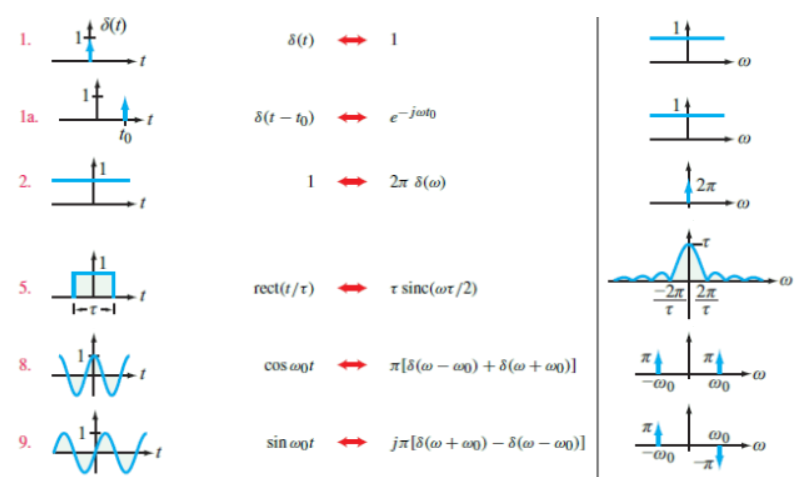 1. 1 δ(t) t δ(t) ⟷ 1 1 ω
1a. 1 t₀ t δ(t − t₀) ⟷ e^{−jωt₀} 1 ω
2. 1 t 1 ⟷ 2π δ(ω) 2π ω
5. 1 |−τ−| t rect(t/τ) ⟷ τ sinc(ωτ/2) τ −2π/τ 2π/τ ω
8. 1 t cos ω₀t ⟷ π[δ(ω − ω₀) + δ(ω + ω₀)] π π −ω₀ ω₀ ω
9. 1 t sin ω₀t ⟷ jπ[δ(ω + ω₀) − δ(ω − ω₀)] π −ω₀ ω₀ −π ω